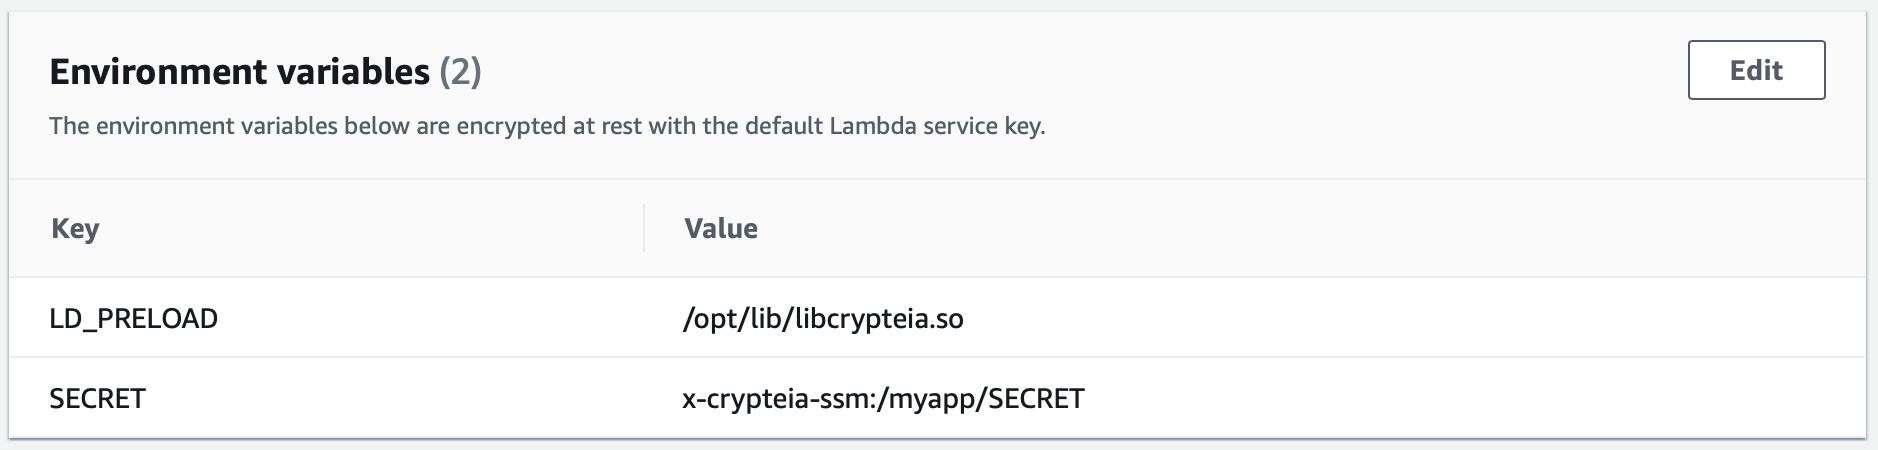 Environment variables (2)
Edit
The environment variables below are encrypted at rest with the default Lambda service key.
Key Value
LD_PRELOAD /opt/lib/libcrypteia.so
SECRET x-crypteia-ssm:/myapp/SECRET